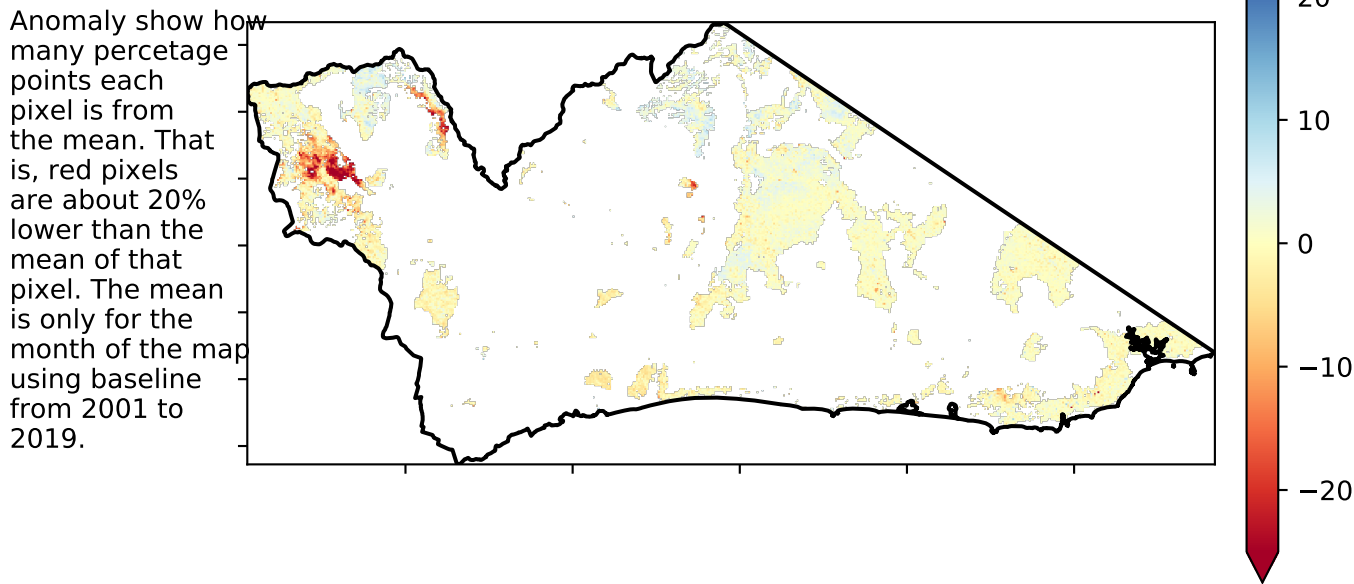 Anomaly show how
many percetage
points each
pixel is from
the mean. That
is, red pixels
are about 20%
lower than the
mean of that
pixel. The mean
is only for the
month of the map
using baseline
from 2001 to
2019.
20
10
0
−10
−20